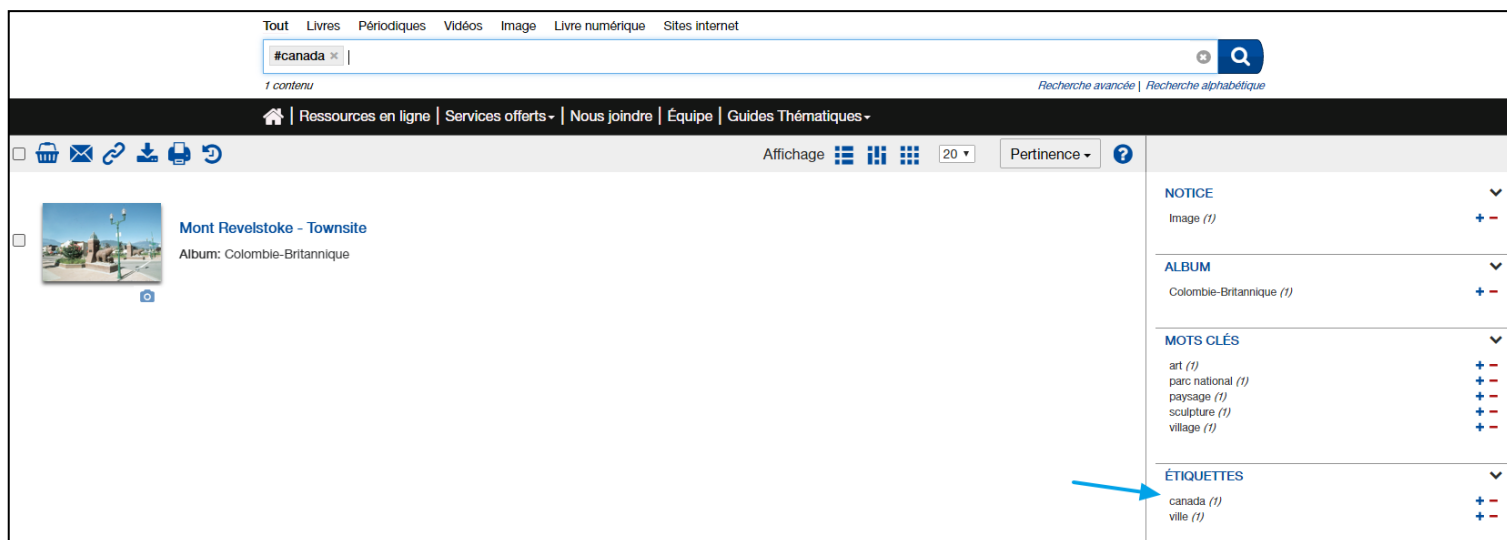 Tout Livres Périodiques Vidéos Image Livre numérique Sites internet
#canada ×
1 contenu
Recherche avancée | Recherche alphabétique
| Ressources en ligne | Services offerts | Nous joindre | Équipe | Guides Thématiques
Affichage 20 Pertinence ?
Mont Revelstoke - Townsite
Album: Colombie-Britannique
NOTICE
Image (1) + −
ALBUM
Colombie-Britannique (1) + −
MOTS CLÉS
art (1) + −
parc national (1) + −
paysage (1) + −
sculpture (1) + −
village (1) + −
ÉTIQUETTES
canada (1) + −
ville (1) + −